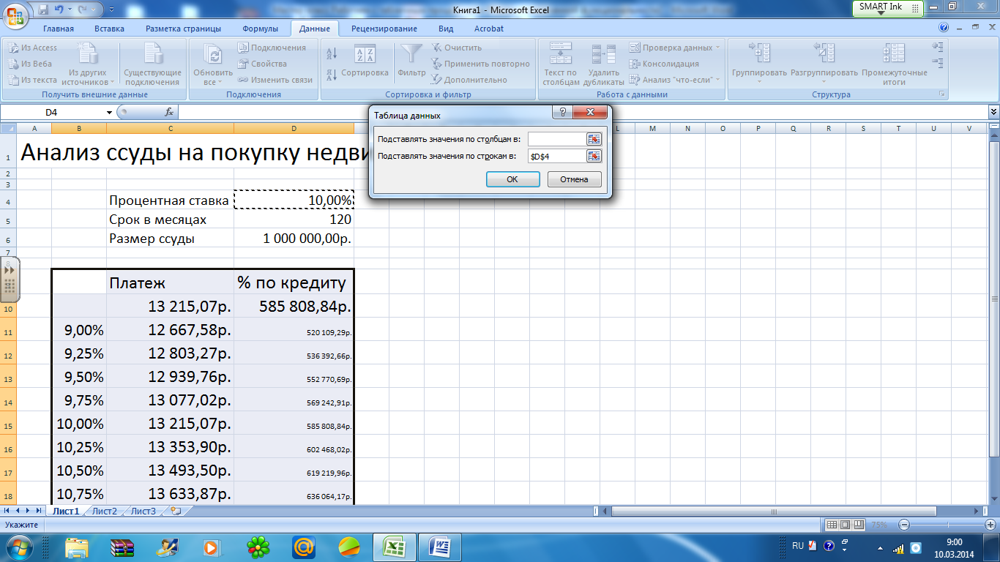 Книга1 - Microsoft Excel
SMART Ink
Главная Вставка Разметка страницы Формулы Данные Рецензирование Вид Acrobat
Из Access
Из Веба
Из текста
Из других источников
Существующие подключения
Получить внешние данные
Обновить все
Подключения
Свойства
Изменить связи
Подключения
Сортировка
Фильтр
Очистить
Применить повторно
Дополнительно
Сортировка и фильтр
Текст по столбцам
Удалить дубликаты
Проверка данных
Консолидация
Анализ "что-если"
Работа с данными
Группировать
Разгруппировать
Промежуточные итоги
Структура
D4
fx
Таблица данных
Подставлять значения по столбцам в:
Подставлять значения по строкам в: $D$4
ОК Отмена
A B C D L M N O P Q R S T U V
1 Анализ ссуды на покупку недви
2
3
4 Процентная ставка 10,00%
5 Срок в месяцах 120
6 Размер ссуды 1 000 000,00р.
7
Платеж % по кредиту
10 13 215,07р. 585 808,84р.
11 9,00% 12 667,58р. 520 109,29р.
12 9,25% 12 803,27р. 536 392,66р.
13 9,50% 12 939,76р. 552 770,69р.
14 9,75% 13 077,02р. 569 242,91р.
15 10,00% 13 215,07р. 585 808,84р.
16 10,25% 13 353,90р. 602 468,02р.
17 10,50% 13 493,50р. 619 219,96р.
18 10,75% 13 633,87р. 636 064,17р.
Лист1 Лист2 Лист3
Укажите
75%
RU
9:00
10.03.2014